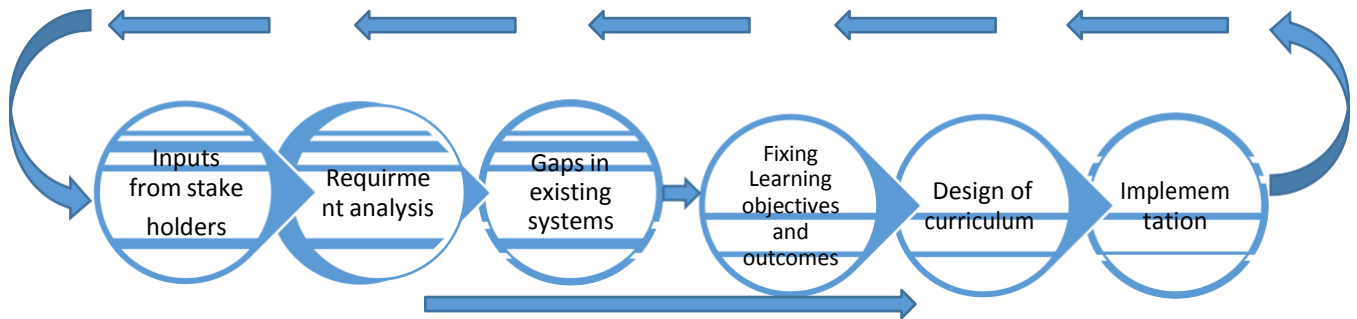 Inputs
from stake
holders
Requirme
nt analysis
Gaps in
existing
systems
Fixing
Learning
objectives
and
outcomes
Design of
curriculum
Implemem
tation